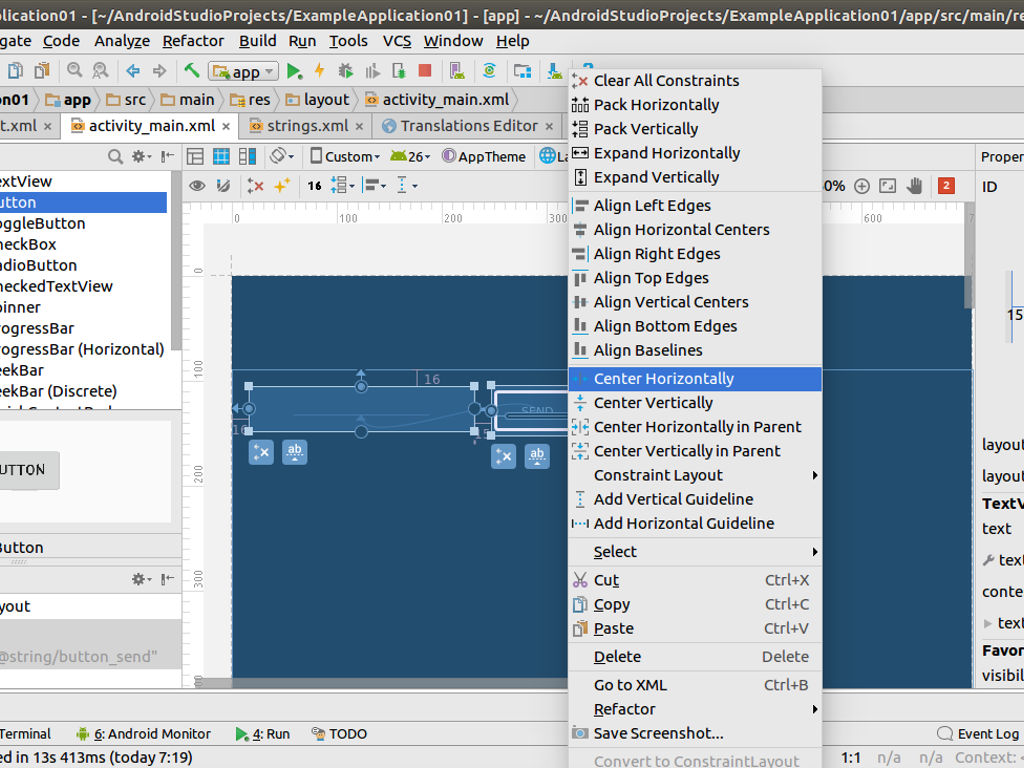 plication01 - [~/AndroidStudioProjects/ExampleApplication01] - [app] - ~/AndroidStudioProjects/ExampleApplication01/app/src/main/re
gate Code Analyze Refactor Build Run Tools VCS Window Help
app
on01 app src main res layout activity_main.xml
t.xml activity_main.xml strings.xml Translations Editor
Custom 26 AppTheme La
16
0% 2
Proper
ID
extView
utton
oggleButton
heckBox
adioButton
heckedTextView
pinner
rogressBar
rogressBar (Horizontal)
eekBar
eekBar (Discrete)
UTTON
Button
yout
@string/button_send"
0 100 200 300 600 7
0
100
200
300
16
16
15
SEND
ab
ab
Clear All Constraints
Pack Horizontally
Pack Vertically
Expand Horizontally
Expand Vertically
Align Left Edges
Align Horizontal Centers
Align Right Edges
Align Top Edges
Align Vertical Centers
Align Bottom Edges
Align Baselines
Center Horizontally
Center Vertically
Center Horizontally in Parent
Center Vertically in Parent
Constraint Layout
Add Vertical Guideline
Add Horizontal Guideline
Select
Cut Ctrl+X
Copy Ctrl+C
Paste Ctrl+V
Delete Delete
Go to XML Ctrl+B
Refactor
Save Screenshot...
Convert to ConstraintLayout
15
layout
layout
TextV
text
text
conte
text
Favor
visibil
Terminal 6: Android Monitor 4: Run TODO Event Log
ed in 13s 413ms (today 7:19) 1:1 n/a n/a Context: